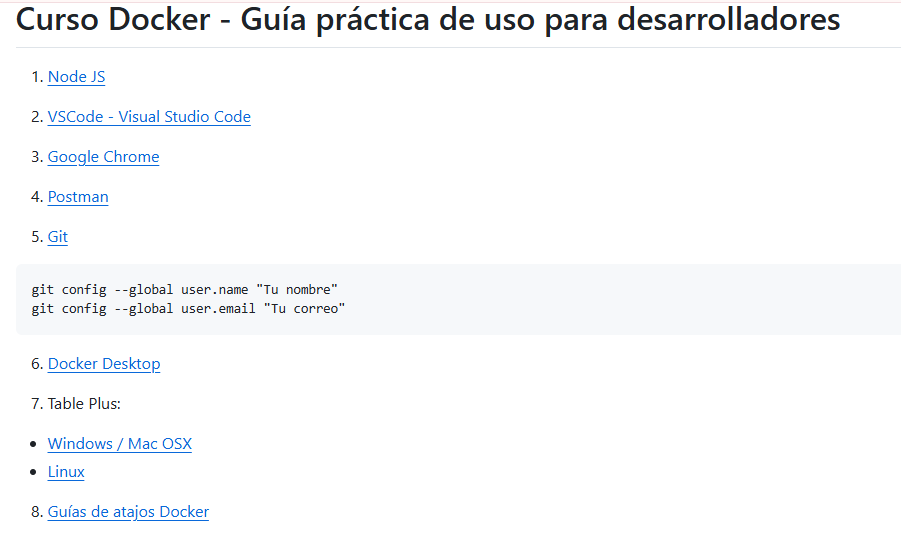 Curso Docker - Guía práctica de uso para desarrolladores
1. Node JS
2. VSCode - Visual Studio Code
3. Google Chrome
4. Postman
5. Git
git config --global user.name "Tu nombre"
git config --global user.email "Tu correo"
6. Docker Desktop
7. Table Plus:
• Windows / Mac OSX
• Linux
8. Guías de atajos Docker